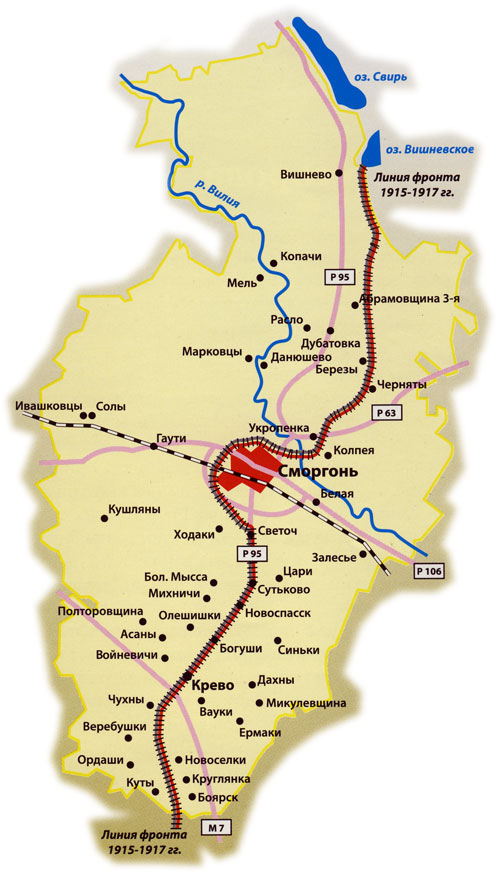 оз. Свирь
оз. Вишневское
Вишнево
Линия фронта
1915-1917 гг.
р. Вилия
Копачи
Мель
Р 95
Абрамовщина 3-я
Расло
Дубатовка
Марковцы
Данюшево
Березы
Черняты
Р 63
Ивашковцы
Солы
Укропенка
Гаути
Колпея
Сморгонь
Белая
Кушляны
Ходаки
Светоч
Р 95
Залесье
Р 106
Бол. Мысса
Цари
Михничи
Сутьково
Полторовщина
Олешишки
Новоспасск
Асаны
Богуши
Синьки
Войневичи
Крево
Дахны
Чухны
Вауки
Микулевщина
Веребушки
Ермаки
Ордаши
Новоселки
Куты
Круглянка
Боярск
М 7
Линия фронта
1915-1917 гг.